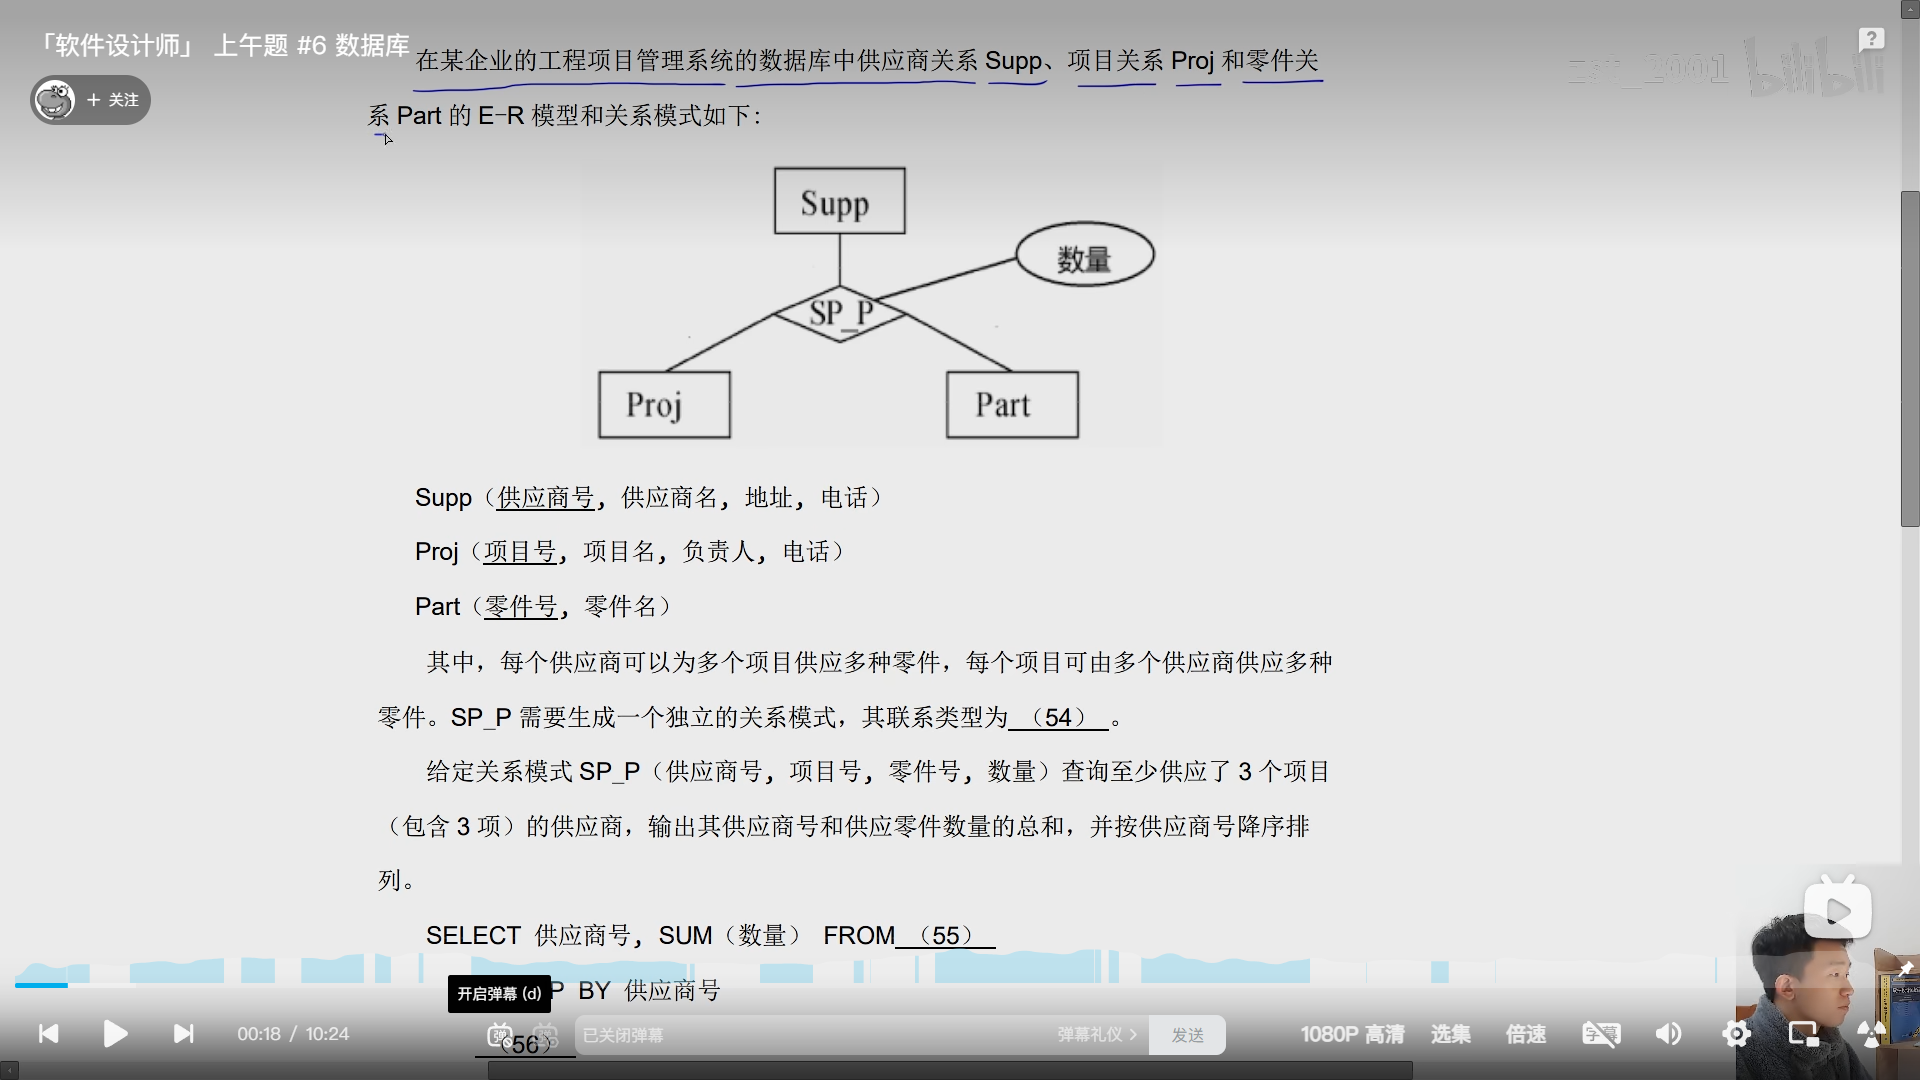 「软件设计师」 上午题 #6 数据库
在某企业的工程项目管理系统的数据库中供应商关系 Supp、项目关系 Proj 和零件关
+ 关注
bilibili
系 Part 的 E-R 模型和关系模式如下：
Supp
数量
SP_P
Proj
Part
Supp（供应商号，供应商名，地址，电话）
Proj（项目号，项目名，负责人，电话）
Part（零件号，零件名）
其中，每个供应商可以为多个项目供应多种零件，每个项目可由多个供应商供应多种
零件。SP_P 需要生成一个独立的关系模式，其联系类型为 （54） 。
给定关系模式 SP_P（供应商号，项目号，零件号，数量）查询至少供应了 3 个项目
（包含 3 项）的供应商，输出其供应商号和供应零件数量的总和，并按供应商号降序排
列。
SELECT 供应商号，SUM（数量） FROM （55）
开启弹幕 (d)
P BY 供应商号
00:18 / 10:24
（56）
已关闭弹幕
弹幕礼仪 >
发送
1080P 高清
选集
倍速
字幕